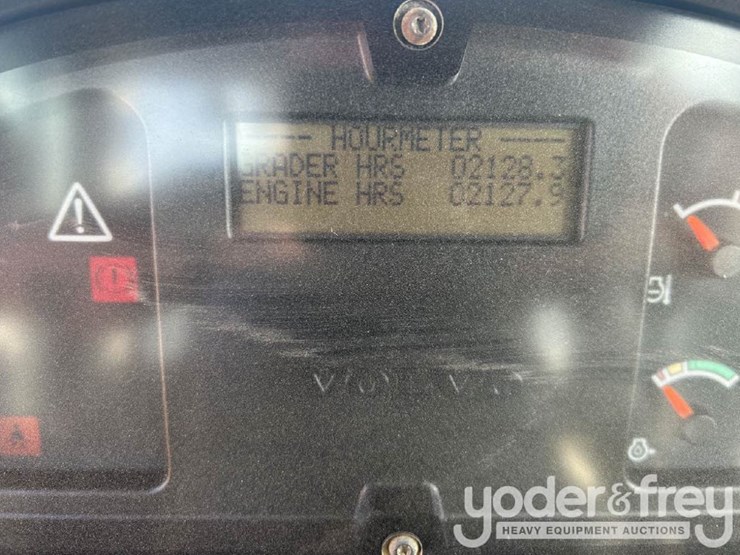 ---- HOURMETER ----
GRADER HRS 02128.3
ENGINE HRS 02127.9
VOLVO
yoder&frey
HEAVY EQUIPMENT AUCTIONS